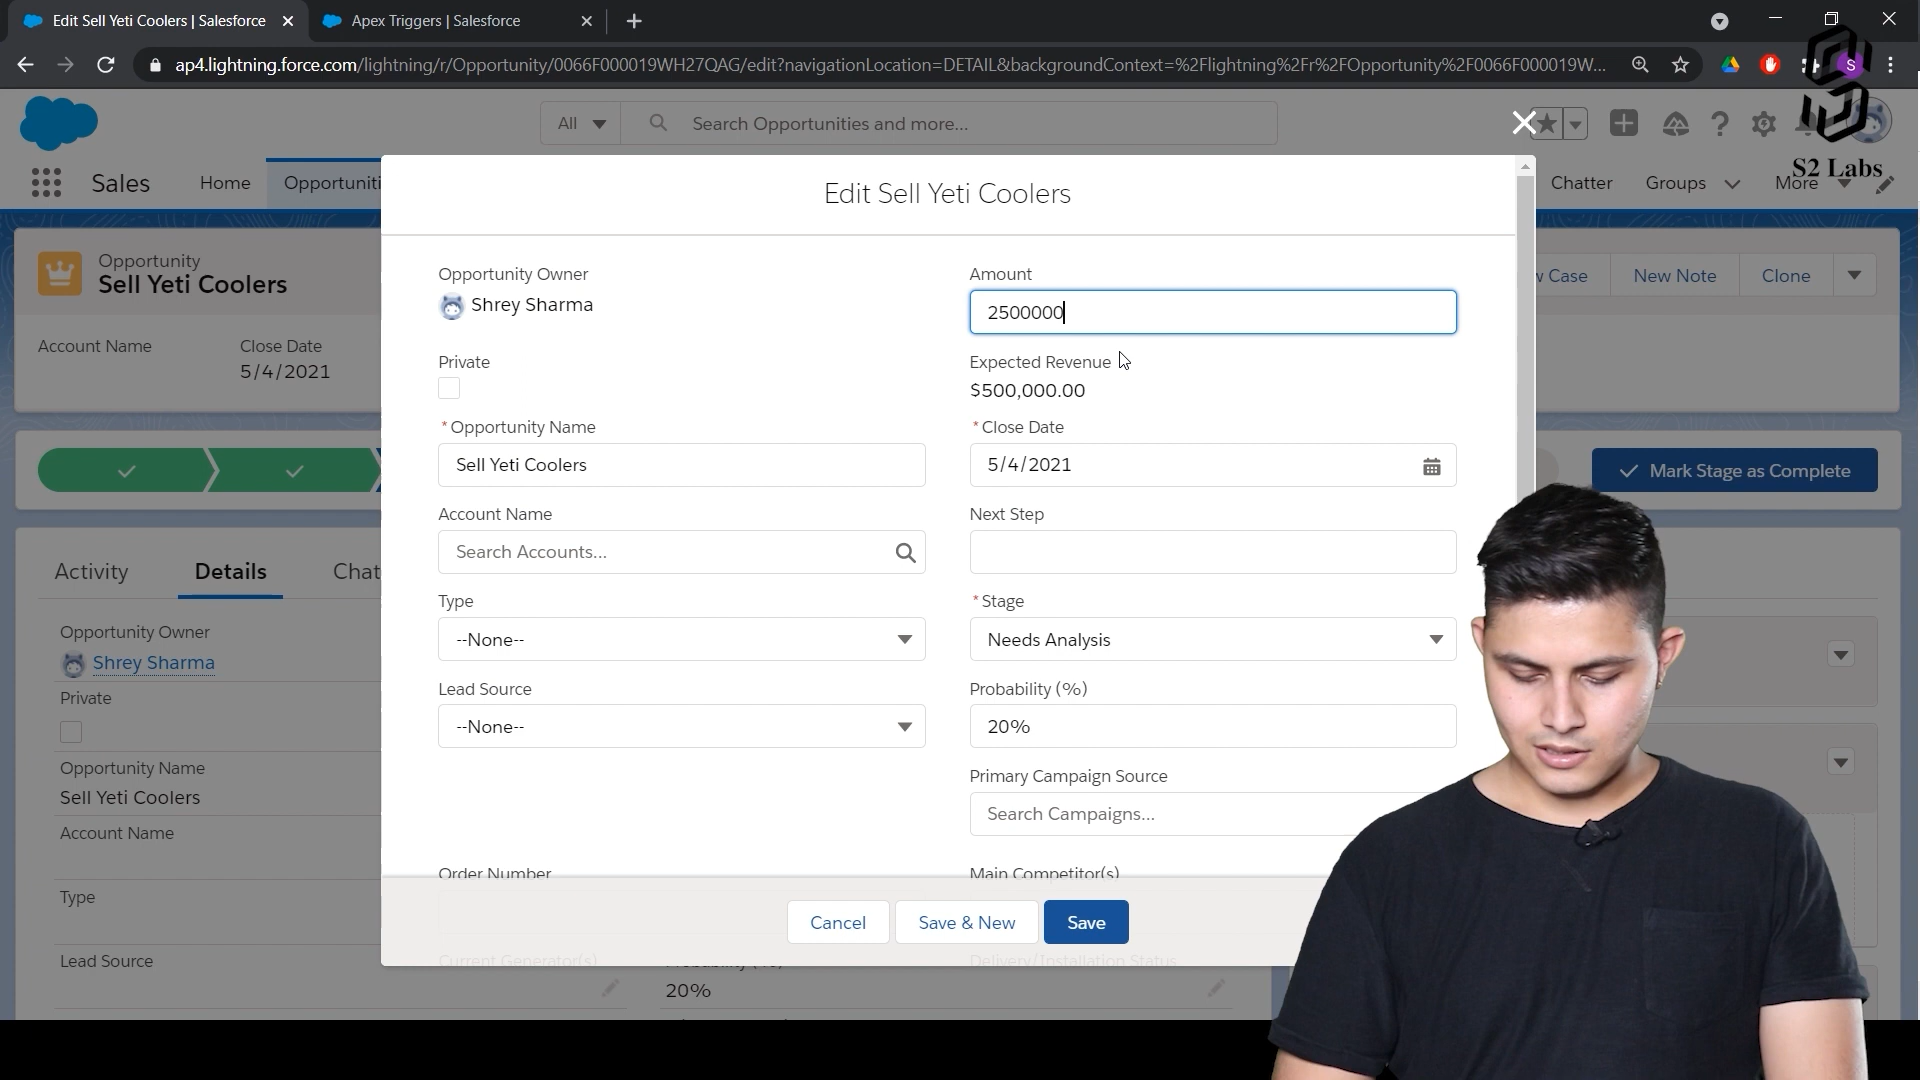 Edit Sell Yeti Coolers | Salesforce
Apex Triggers | Salesforce
ap4.lightning.force.com/lightning/r/Opportunity/0066F000019WH27QAG/edit?navigationLocation=DETAIL&backgroundContext=%2Flightning%2Fr%2FOpportunity%2F0066F000019W...
S
All
Search Opportunities and more...
S2 Labs
Sales
Home
Opportuniti
Chatter
Groups
More
Edit Sell Yeti Coolers
Opportunity
Sell Yeti Coolers
w Case
New Note
Clone
Account Name
Close Date
5/4/2021
Opportunity Owner
Shrey Sharma
Amount
2500000
Private
Expected Revenue
$500,000.00
*Opportunity Name
Sell Yeti Coolers
*Close Date
5/4/2021
Mark Stage as Complete
Account Name
Search Accounts...
Next Step
Type
--None--
*Stage
Needs Analysis
Lead Source
--None--
Probability (%)
20%
Primary Campaign Source
Search Campaigns...
Order Number
Main Competitor(s)
Cancel
Save & New
Save
Activity
Details
Chat
Opportunity Owner
Shrey Sharma
Private
Opportunity Name
Sell Yeti Coolers
Account Name
Type
Lead Source
Current Generator(s)
Probability (%)
20%
Delivery/Installation Status